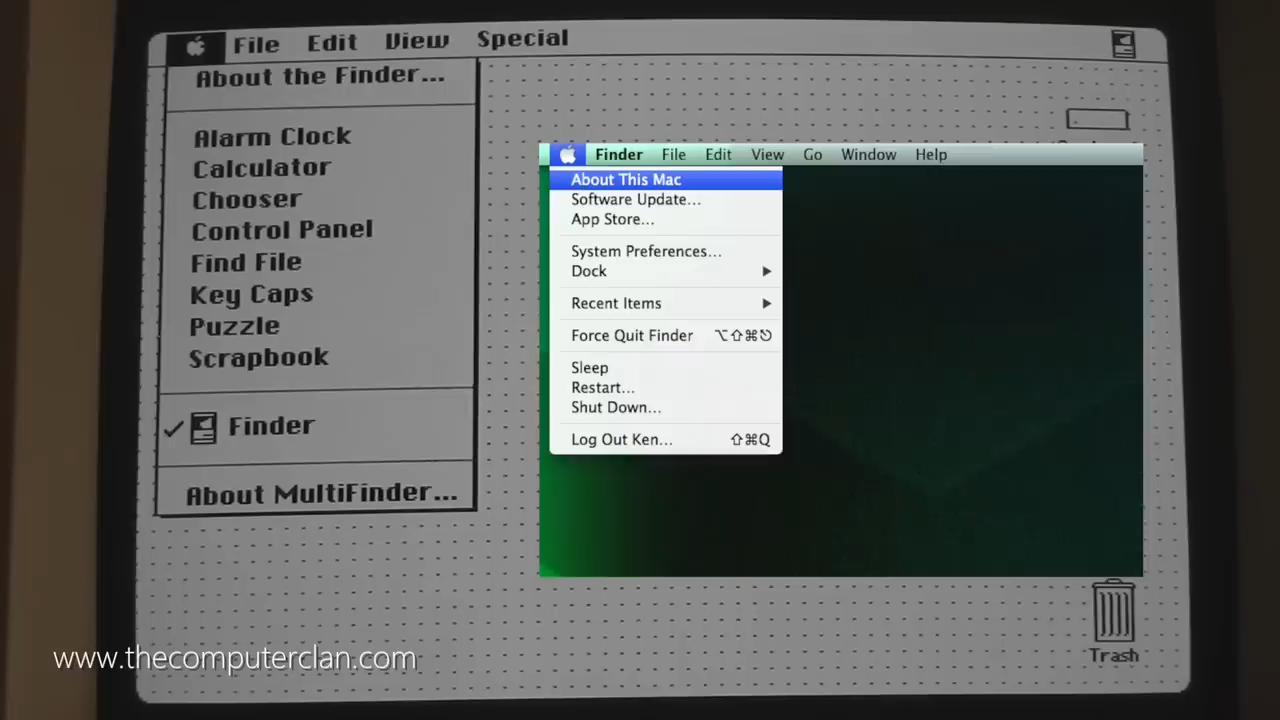 File Edit View Special
About the Finder...
Alarm Clock
Calculator
Chooser
Control Panel
Find File
Key Caps
Puzzle
Scrapbook
✓ Finder
About MultiFinder...
Finder File Edit View Go Window Help
About This Mac
Software Update...
App Store...
System Preferences...
Dock ▶
Recent Items ▶
Force Quit Finder ⌥⇧⌘⎋
Sleep
Restart...
Shut Down...
Log Out Ken... ⇧⌘Q
Trash
www.thecomputerclan.com